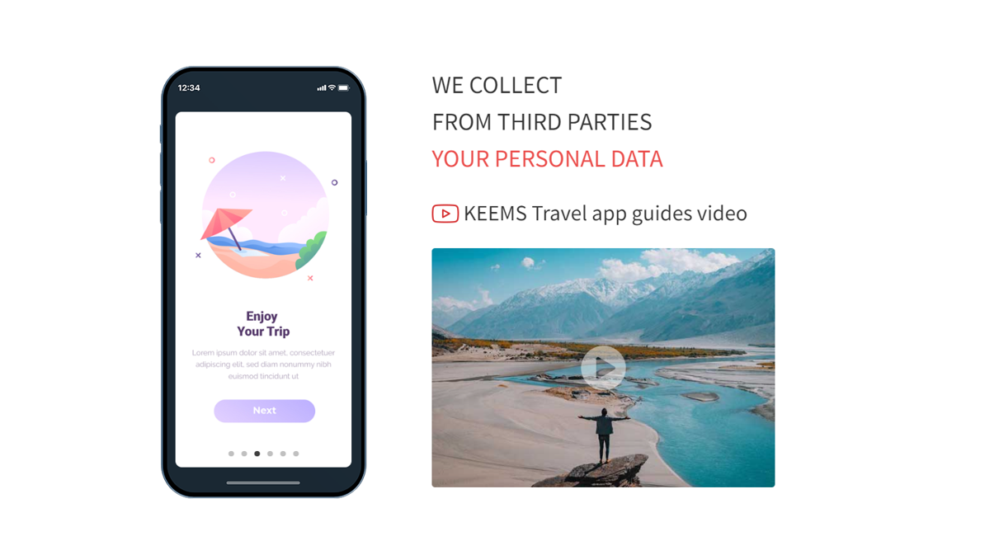 12:34
Enjoy
Your Trip
Lorem ipsum dolor sit amet, consectetuer
adipiscing elit, sed diam nonummy nibh
euismod tincidunt ut
Next
WE COLLECT
FROM THIRD PARTIES
YOUR PERSONAL DATA
KEEMS Travel app guides video